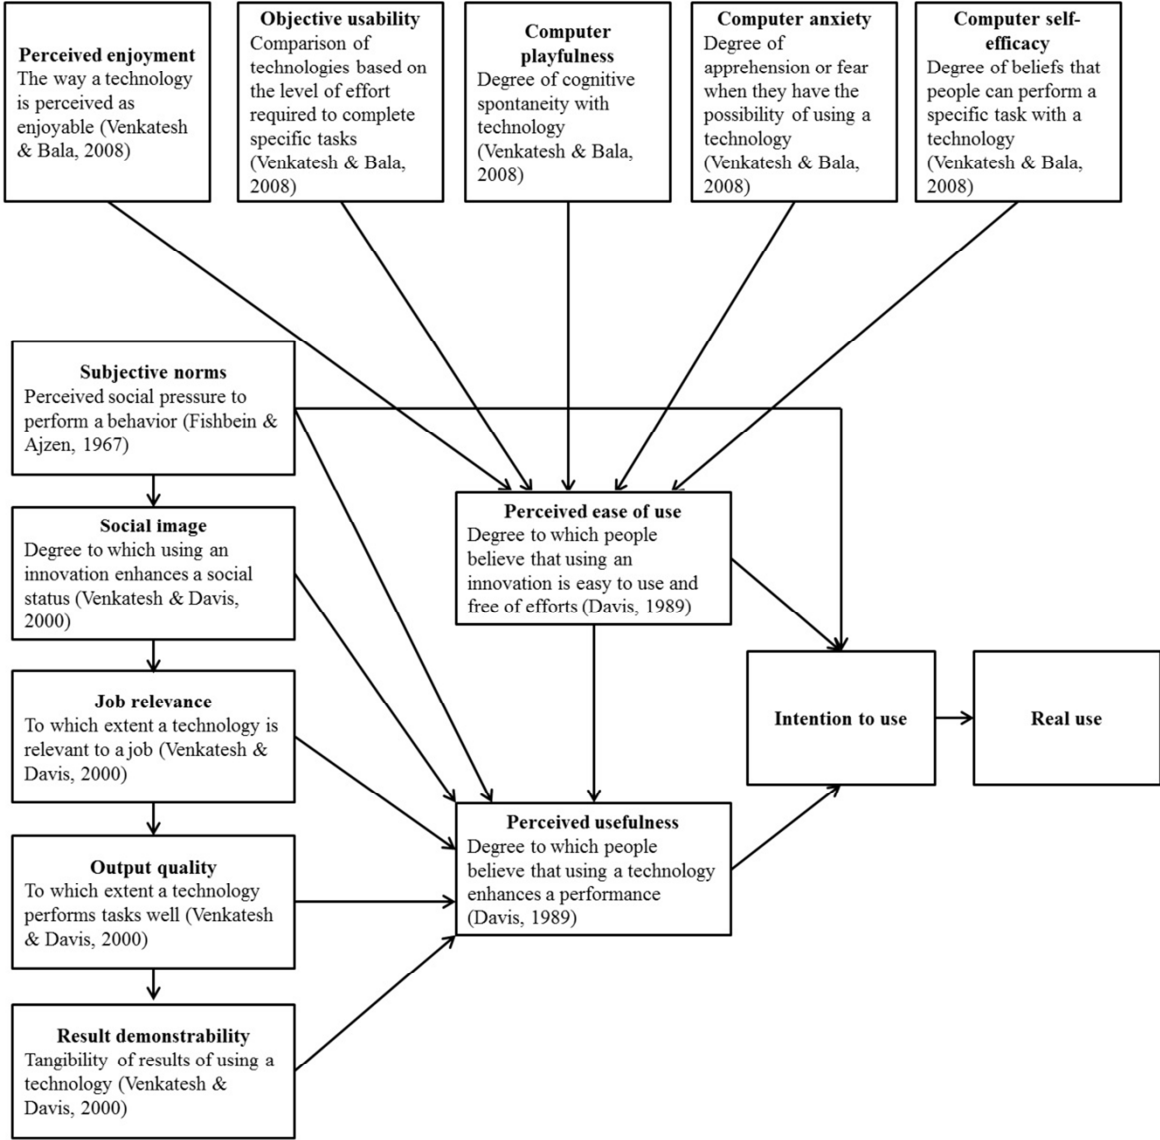 Perceived enjoyment
The way a technology
is perceived as
enjoyable (Venkatesh
& Bala, 2008)
Objective usability
Comparison of
technologies based on
the level of effort
required to complete
specific tasks
(Venkatesh & Bala,
2008)
Computer
playfulness
Degree of cognitive
spontaneity with
technology
(Venkatesh & Bala,
2008)
Computer anxiety
Degree of
apprehension or fear
when they have the
possibility of using a
technology
(Venkatesh & Bala,
2008)
Computer self-
efficacy
Degree of beliefs that
people can perform a
specific task with a
technology
(Venkatesh & Bala,
2008)
Subjective norms
Perceived social pressure to
perform a behavior (Fishbein &
Ajzen, 1967)
Social image
Degree to which using an
innovation enhances a social
status (Venkatesh & Davis,
2000)
Perceived ease of use
Degree to which people
believe that using an
innovation is easy to use and
free of efforts (Davis, 1989)
Job relevance
To which extent a technology is
relevant to a job (Venkatesh &
Davis, 2000)
Intention to use
Real use
Output quality
To which extent a technology
performs tasks well (Venkatesh
& Davis, 2000)
Perceived usefulness
Degree to which people
believe that using a technology
enhances a performance
(Davis, 1989)
Result demonstrability
Tangibility of results of using a
technology (Venkatesh &
Davis, 2000)